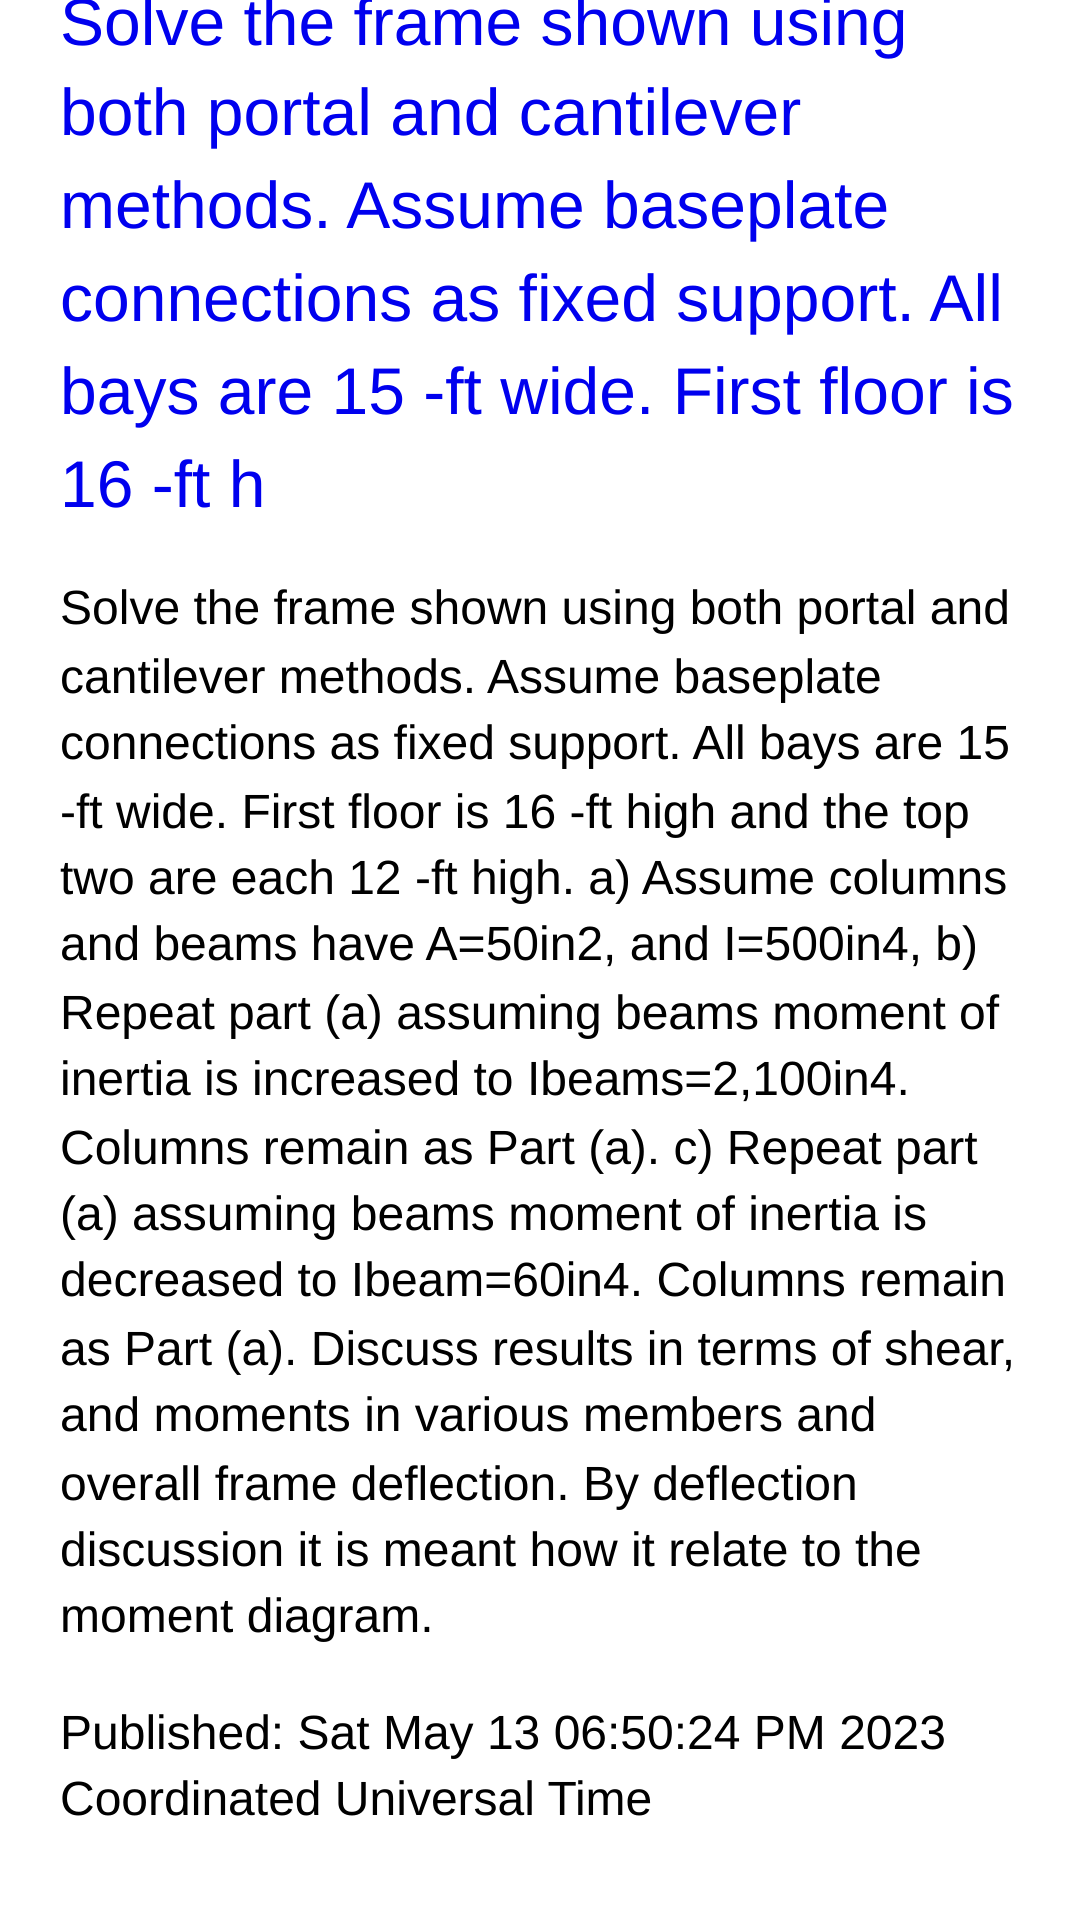 Solve the frame shown using
both portal and cantilever
methods. Assume baseplate
connections as fixed support. All
bays are 15 -ft wide. First floor is
16 -ft h
Solve the frame shown using both portal and
cantilever methods. Assume baseplate
connections as fixed support. All bays are 15
-ft wide. First floor is 16 -ft high and the top
two are each 12 -ft high. a) Assume columns
and beams have A=50in2, and I=500in4, b)
Repeat part (a) assuming beams moment of
inertia is increased to Ibeams=2,100in4.
Columns remain as Part (a). c) Repeat part
(a) assuming beams moment of inertia is
decreased to Ibeam=60in4. Columns remain
as Part (a). Discuss results in terms of shear,
and moments in various members and
overall frame deflection. By deflection
discussion it is meant how it relate to the
moment diagram.
Published: Sat May 13 06:50:24 PM 2023
Coordinated Universal Time